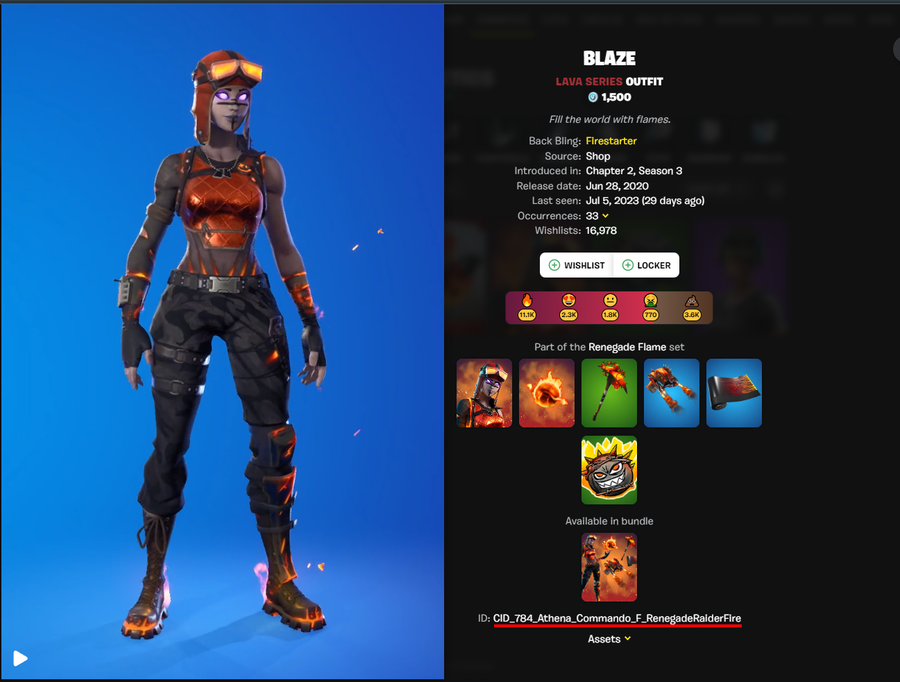 BLAZE
LAVA SERIES OUTFIT
1,500
Fill the world with flames.
Back Bling: Firestarter
Source: Shop
Introduced in: Chapter 2, Season 3
Release date: Jun 28, 2020
Last seen: Jul 5, 2023 (29 days ago)
Occurrences: 33
Wishlists: 16,978
WISHLIST LOCKER
11.1K 2.3K 1.8K 770 3.6K
Part of the Renegade Flame set
Available in bundle
ID: CID_784_Athena_Commando_F_RenegadeRaiderFire
Assets